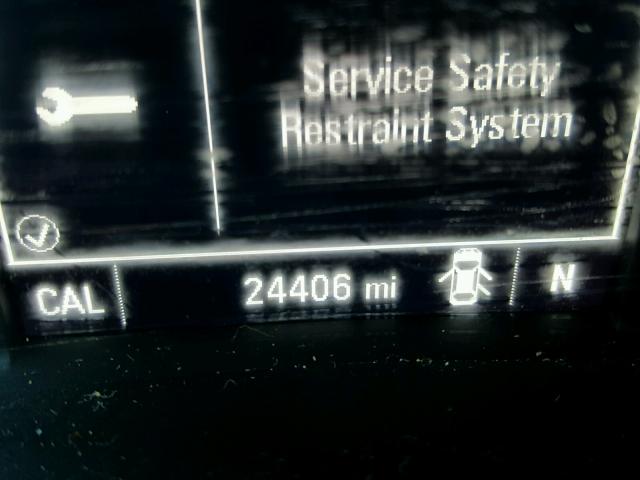 Service Safety
Restraint System
CAL 24406 mi N